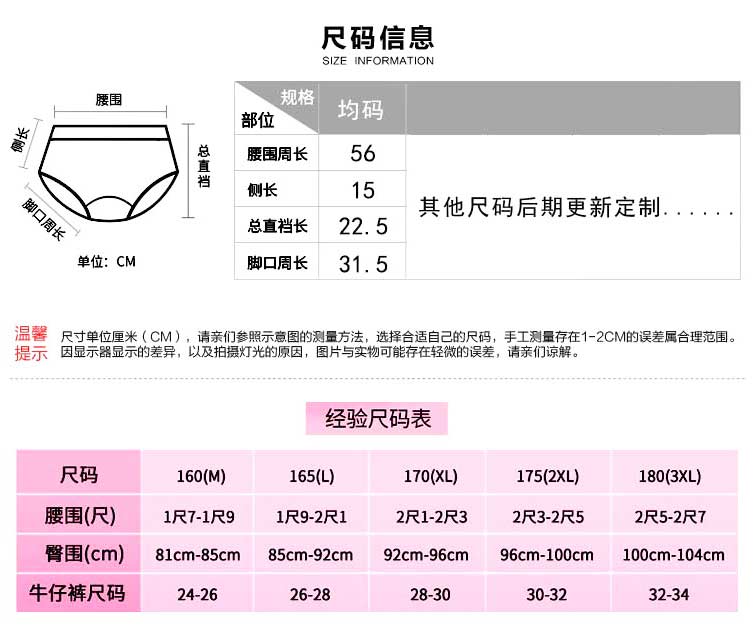 尺码信息
SIZE INFORMATION
腰围
侧长
总直裆
脚口周长
单位：CM
规格
部位
均码
腰围周长 56
侧长 15
总直裆长 22.5
脚口周长 31.5
其他尺码后期更新定制......
温馨提示
尺寸单位厘米（CM），请亲们参照示意图的测量方法，选择合适自己的尺码，手工测量存在1-2CM的误差属合理范围。
因显示器显示的差异，以及拍摄灯光的原因，图片与实物可能存在轻微的误差，请亲们谅解。
经验尺码表
尺码 160(M) 165(L) 170(XL) 175(2XL) 180(3XL)
腰围(尺) 1尺7-1尺9 1尺9-2尺1 2尺1-2尺3 2尺3-2尺5 2尺5-2尺7
臀围(cm) 81cm-85cm 85cm-92cm 92cm-96cm 96cm-100cm 100cm-104cm
牛仔裤尺码 24-26 26-28 28-30 30-32 32-34